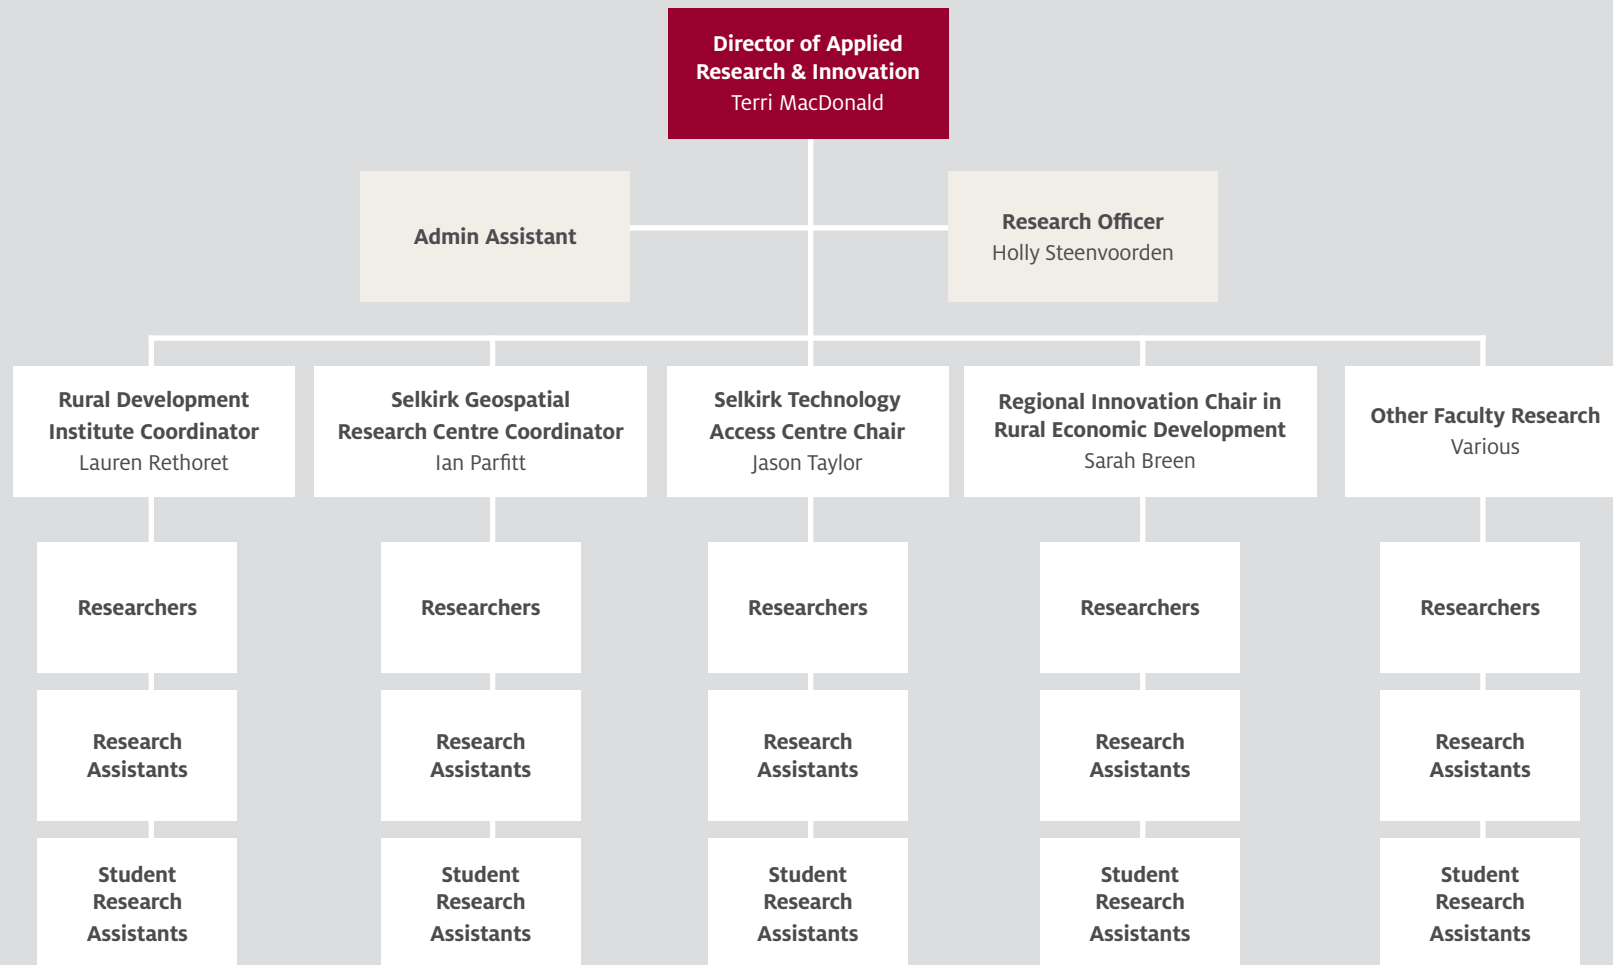 Director of Applied
Research & Innovation
Terri MacDonald
Admin Assistant
Research Officer
Holly Steenvoorden
Rural Development
Institute Coordinator
Lauren Rethoret
Selkirk Geospatial
Research Centre Coordinator
Ian Parfitt
Selkirk Technology
Access Centre Chair
Jason Taylor
Regional Innovation Chair in
Rural Economic Development
Sarah Breen
Other Faculty Research
Various
Researchers
Researchers
Researchers
Researchers
Researchers
Research
Assistants
Research
Assistants
Research
Assistants
Research
Assistants
Research
Assistants
Student
Research
Assistants
Student
Research
Assistants
Student
Research
Assistants
Student
Research
Assistants
Student
Research
Assistants